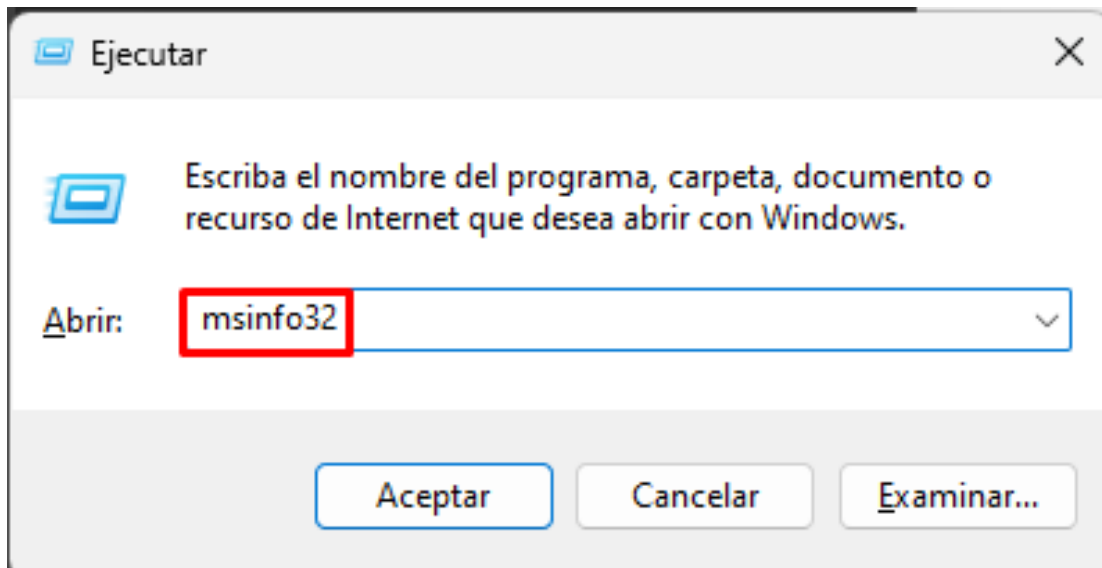 Ejecutar
Escriba el nombre del programa, carpeta, documento o
recurso de Internet que desea abrir con Windows.
Abrir: msinfo32
Aceptar Cancelar Examinar...